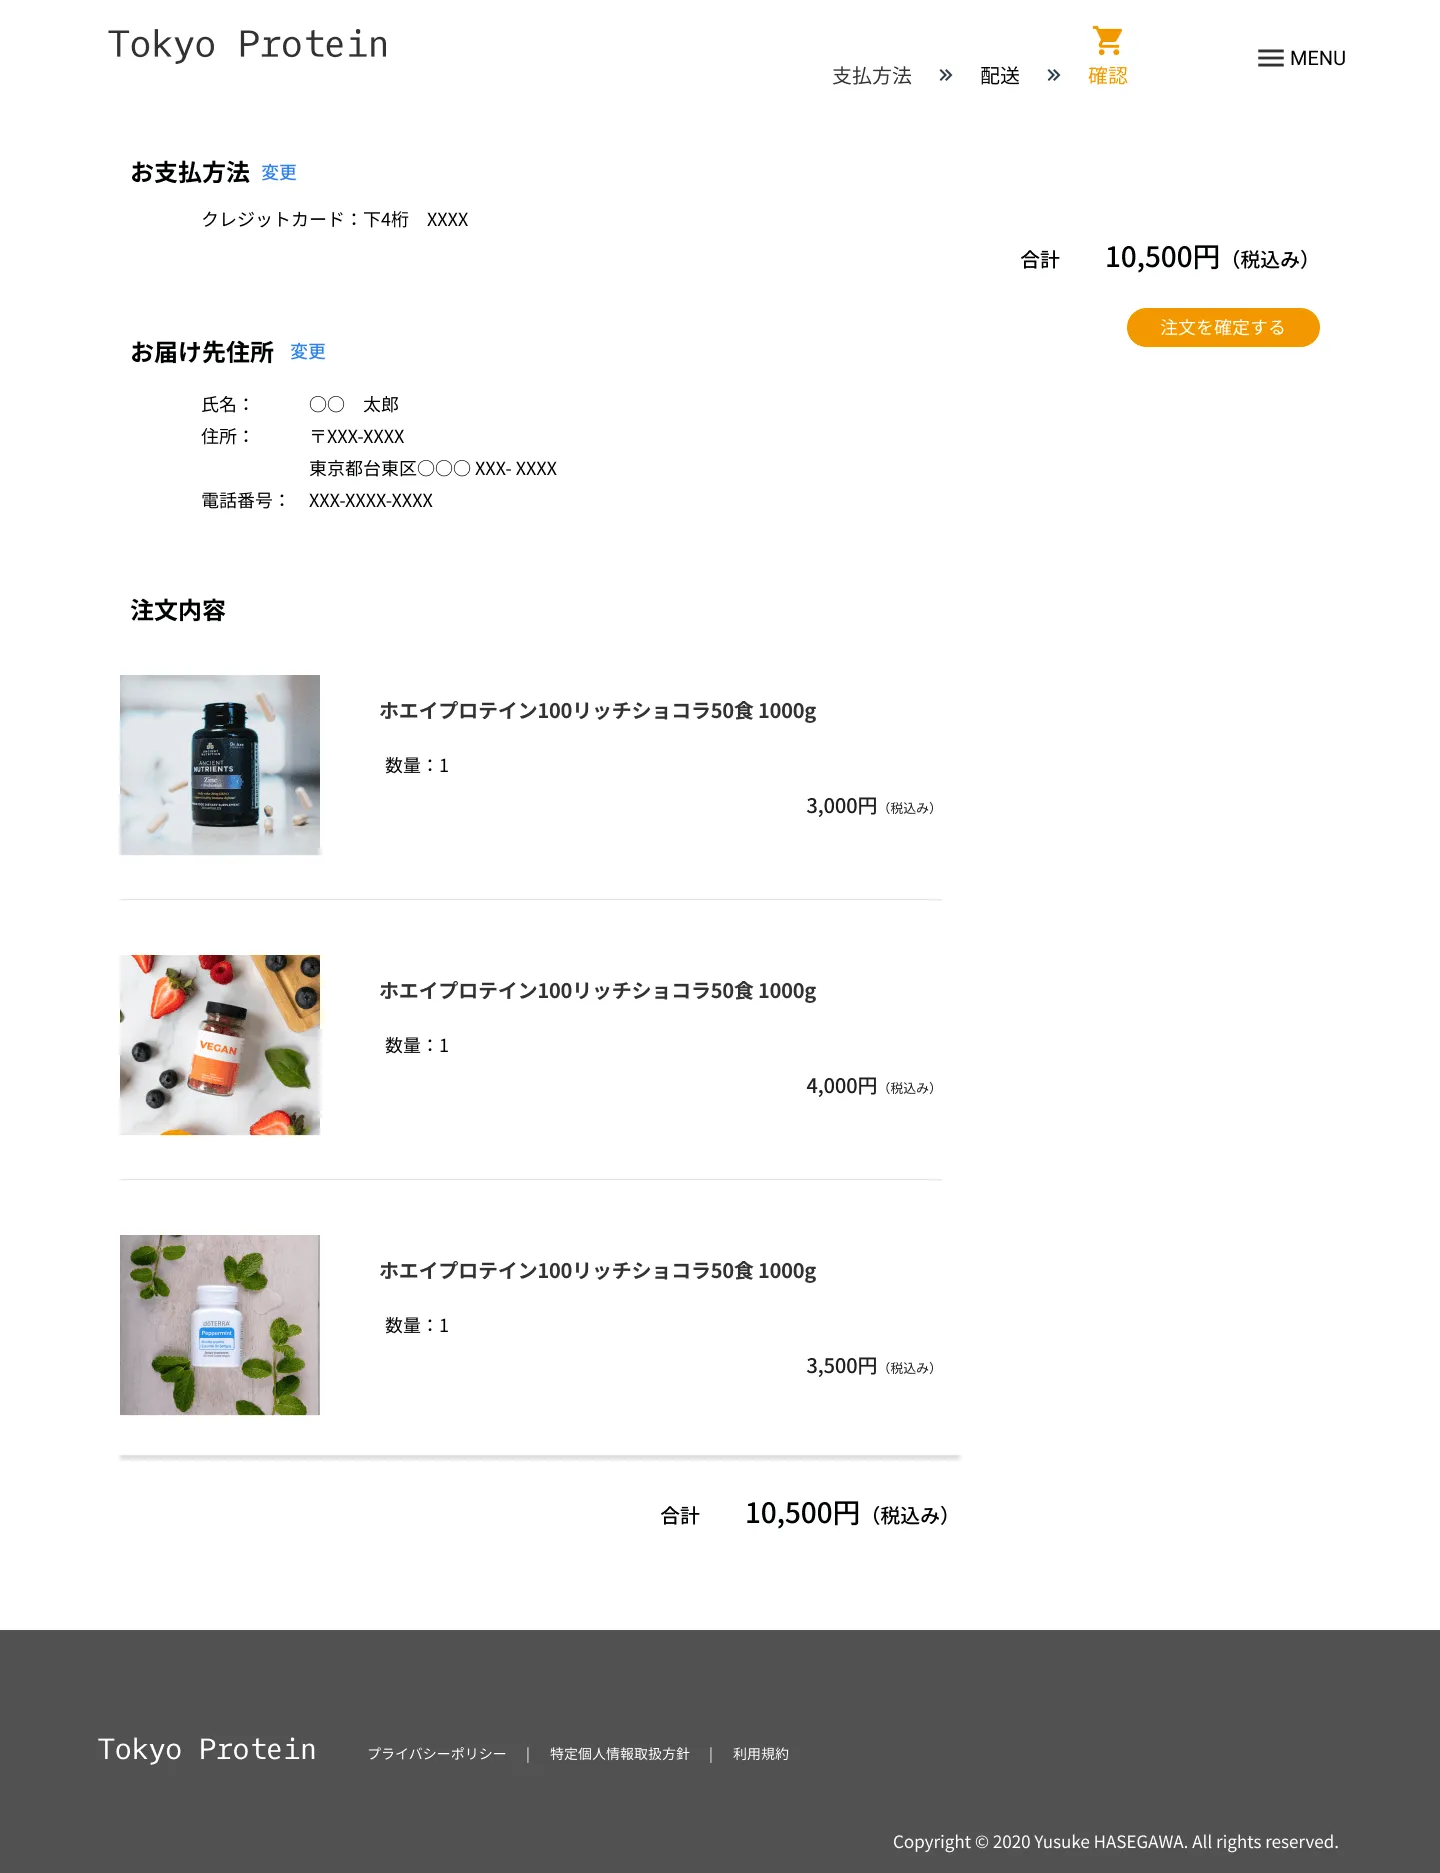 Tokyo Protein
支払方法 » 配送 » 確認
MENU
お支払方法 変更
クレジットカード：下4桁　XXXX
合計 10,500円（税込み）
注文を確定する
お届け先住所 変更
氏名： 〇〇　太郎
住所： 〒XXX-XXXX
東京都台東区〇〇〇 XXX- XXXX
電話番号： XXX-XXXX-XXXX
注文内容
ANCIENT
NUTRIENTS
Zinc
ホエイプロテイン100リッチショコラ50食 1000g
数量：1
3,000円（税込み）
VEGAN
ホエイプロテイン100リッチショコラ50食 1000g
数量：1
4,000円（税込み）
Peppermint
ホエイプロテイン100リッチショコラ50食 1000g
数量：1
3,500円（税込み）
合計 10,500円（税込み）
Tokyo Protein
プライバシーポリシー ｜ 特定個人情報取扱方針 ｜ 利用規約
Copyright © 2020 Yusuke HASEGAWA. All rights reserved.